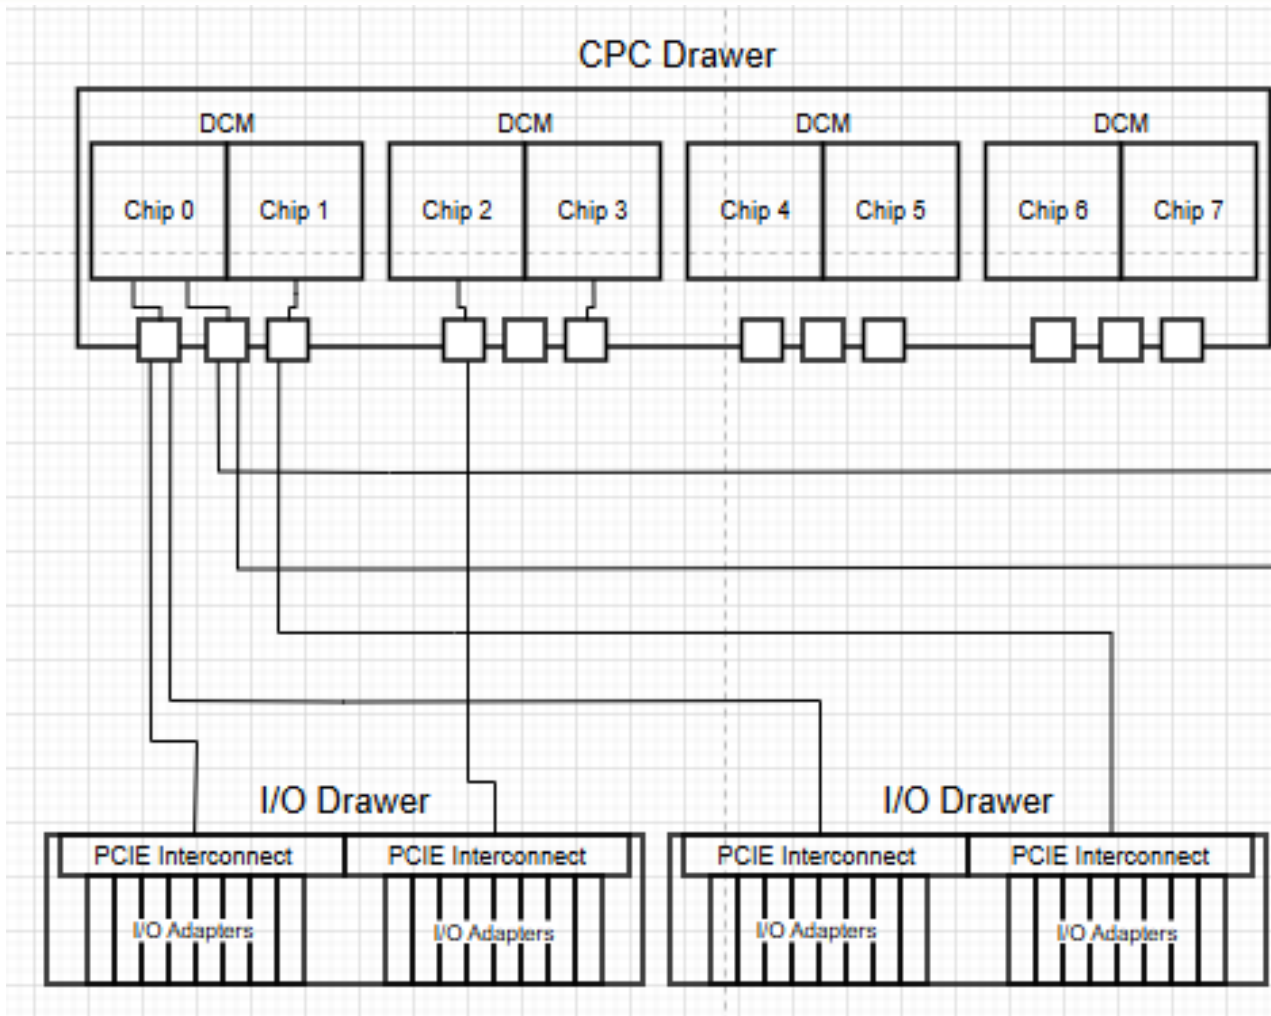 CPC Drawer
DCM DCM DCM DCM
Chip 0 Chip 1 Chip 2 Chip 3 Chip 4 Chip 5 Chip 6 Chip 7
I/O Drawer I/O Drawer
PCIE Interconnect PCIE Interconnect PCIE Interconnect PCIE Interconnect
I/O Adapters I/O Adapters I/O Adapters I/O Adapters